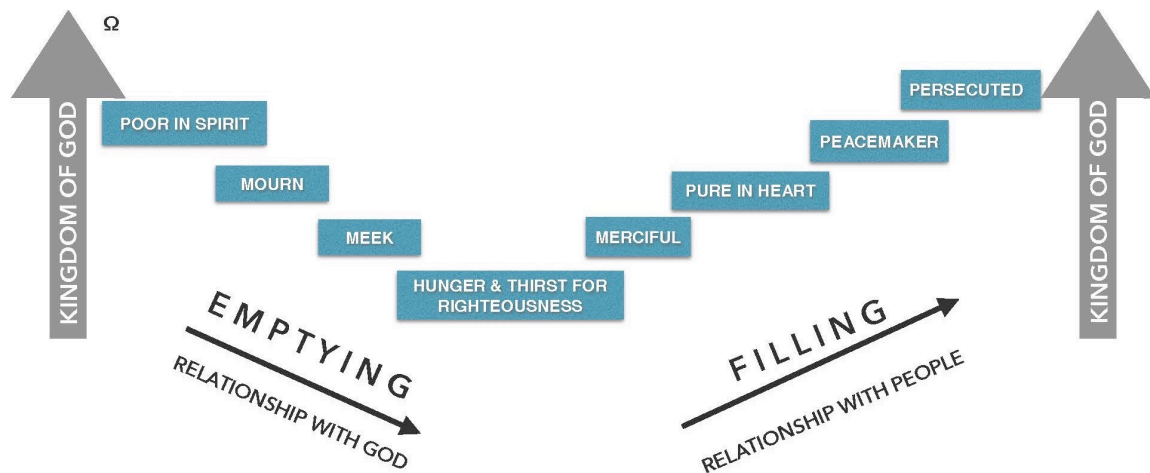 Ω
KINGDOM OF GOD
POOR IN SPIRIT
MOURN
MEEK
HUNGER & THIRST FOR
RIGHTEOUSNESS
MERCIFUL
PURE IN HEART
PEACEMAKER
PERSECUTED
KINGDOM OF GOD
EMPTYING
RELATIONSHIP WITH GOD
FILLING
RELATIONSHIP WITH PEOPLE